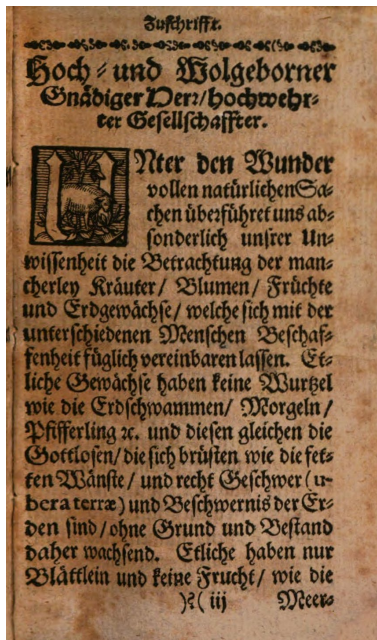 Zuschrifft.
Hoch- und Wolgeborner
Gnädiger Herr/ hochwehr-
ter Gesellschaffter.
UNter den Wunder
vollen natürlichen Sa-
chen überführet uns ab-
sonderlich unsrer Un-
wissenheit die Betrachtung der man-
cherley Kräuter/ Blumen/ Früchte
und Erdgewächse/ welche sich mit der
unterschiedenen Menschen Beschaf-
fenheit füglich vereinbaren lassen. Et-
liche Gewächse haben keine Wurtzel
wie die Erdschwammen/ Morgeln/
Pfifferling ꝛc. und diesen gleichen die
Gottlosen/ die sich brüsten wie die fet-
ten Wänste/ und recht Geschwer (u-
bera terræ) und Beschwernis der Er-
den sind/ ohne Grund und Bestand
daher wachsend. Etliche haben nur
Blättlein und keine Frucht/ wie die
)?( iij Meer-